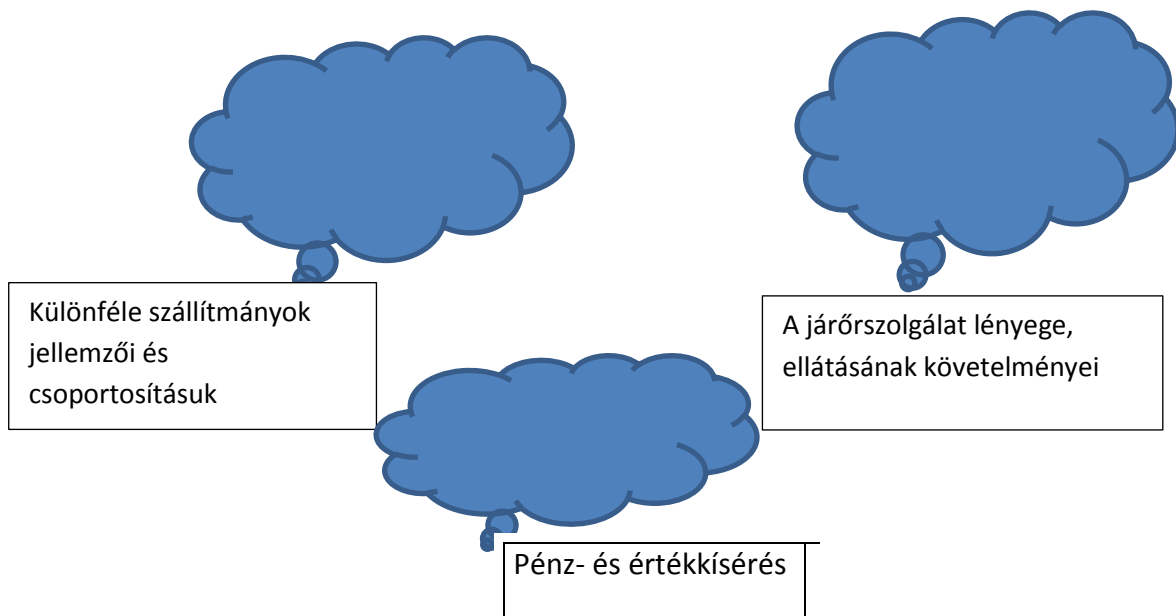 Különféle szállítmányok
jellemzői és
csoportosításuk
A járőrszolgálat lényege,
ellátásának követelményei
Pénz- és értékkísérés